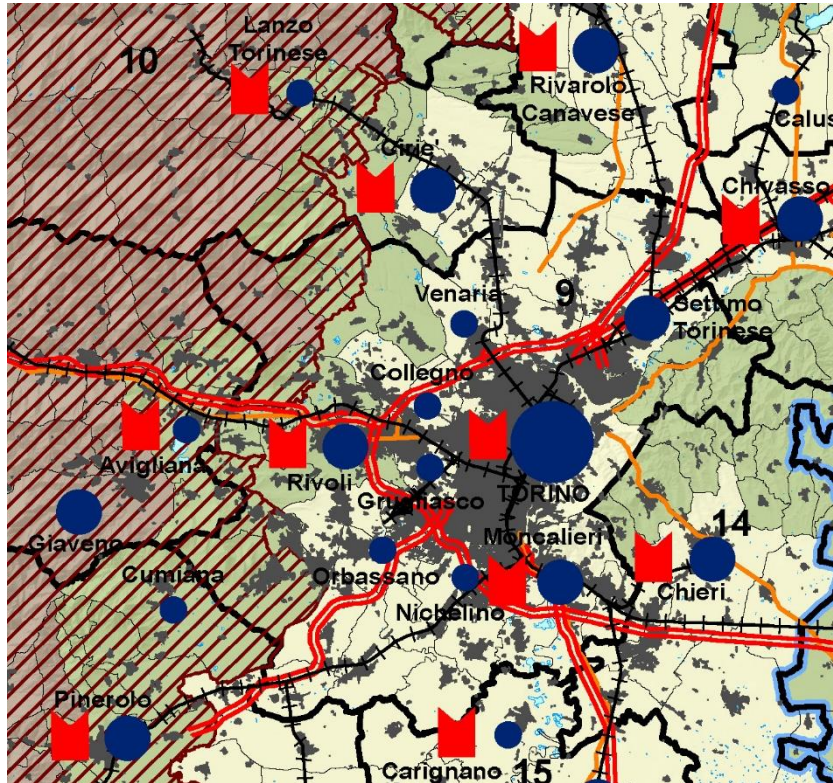 Lanzo
Torinese
10
Rivarolo
Canavese
Calus
Cirie'
Chivasso
Venaria
9
Settimo
Torinese
Collegno
Avigliana
Rivoli
Grugliasco
TORINO
Giaveno
Moncalieri
14
Cumiana
Orbassano
Chieri
Nichelino
Pinerolo
Carignano
15